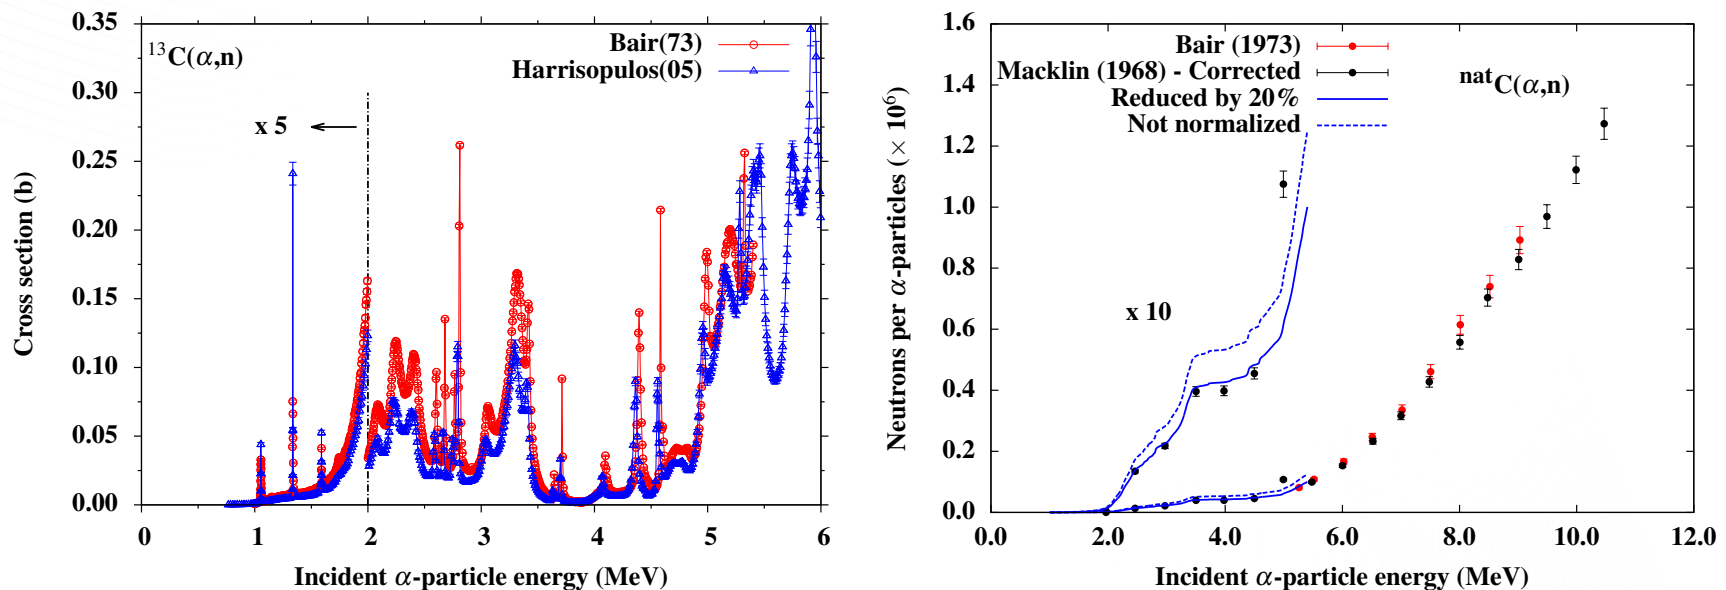 0.35
0.30
0.25
0.20
0.15
0.10
0.05
0.00
Cross section (b)
¹³C(α,n)
Bair(73)
Harrisopulos(05)
x 5
0 1 2 3 4 5 6
Incident α-particle energy (MeV)
1.6
1.4
1.2
1.0
0.8
0.6
0.4
0.2
0.0
Neutrons per α-particles (× 10⁶)
Bair (1973)
Macklin (1968) - Corrected
Reduced by 20%
Not normalized
ⁿᵃᵗC(α,n)
x 10
0.0 2.0 4.0 6.0 8.0 10.0 12.0
Incident α-particle energy (MeV)